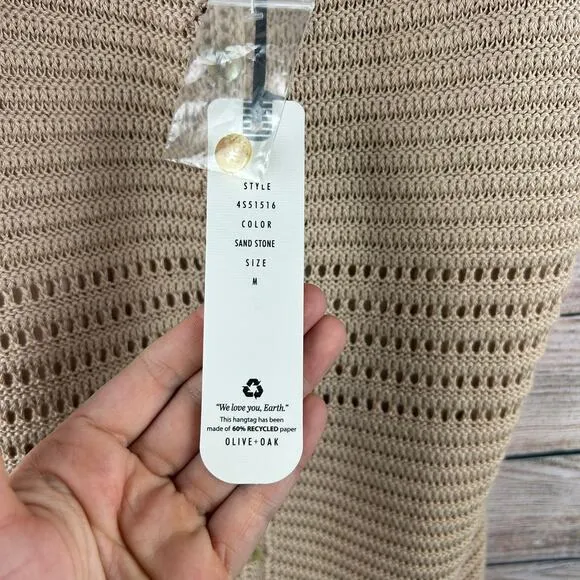 STYLE
4S51516
COLOR
SAND STONE
SIZE
M
"We love you, Earth."
This hangtag has been
made of 60% RECYCLED paper
OLIVE+OAK